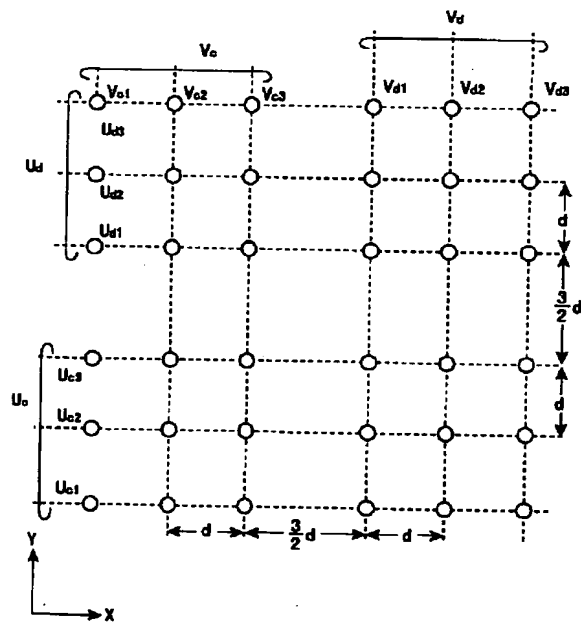 Vc Vd
Vc1 Vc2 Vc3 Vd1 Vd2 Vd3
Ud3
Ud
Ud2
Ud1
d
3/2 d
Uc3
Uc
Uc2
d
Uc1
d 3/2 d d
Y
X